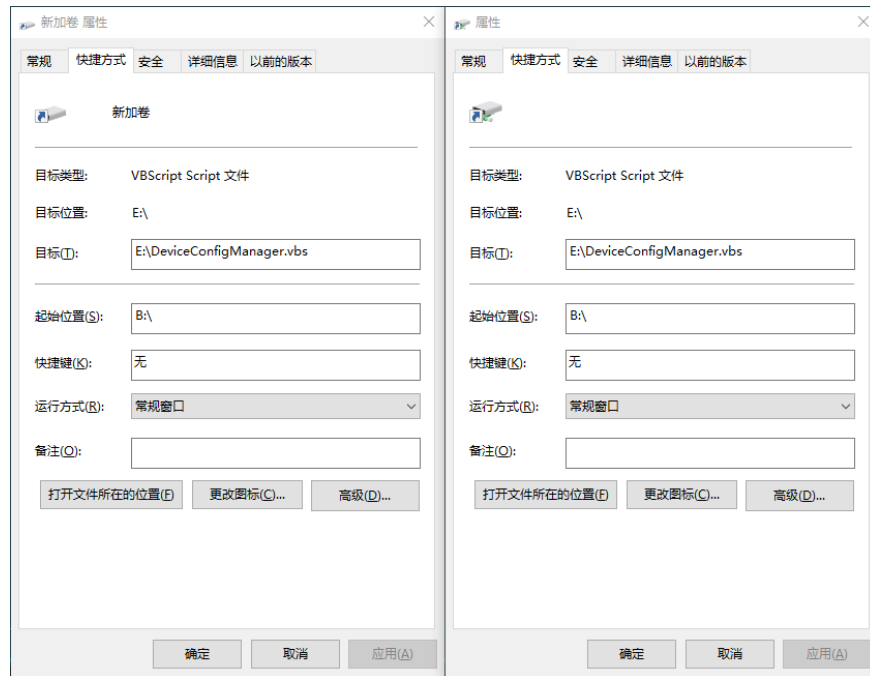 新加卷 属性
常规
快捷方式
安全
详细信息
以前的版本
新加卷
目标类型:
VBScript Script 文件
目标位置:
E:\
目标(T):
E:\DeviceConfigManager.vbs
起始位置(S):
B:\
快捷键(K):
无
运行方式(R):
常规窗口
备注(O):
打开文件所在的位置(F)
更改图标(C)...
高级(D)...
确定
取消
应用(A)
属性
常规
快捷方式
安全
详细信息
以前的版本
目标类型:
VBScript Script 文件
目标位置:
E:\
目标(T):
E:\DeviceConfigManager.vbs
起始位置(S):
B:\
快捷键(K):
无
运行方式(R):
常规窗口
备注(O):
打开文件所在的位置(F)
更改图标(C)...
高级(D)...
确定
取消
应用(A)